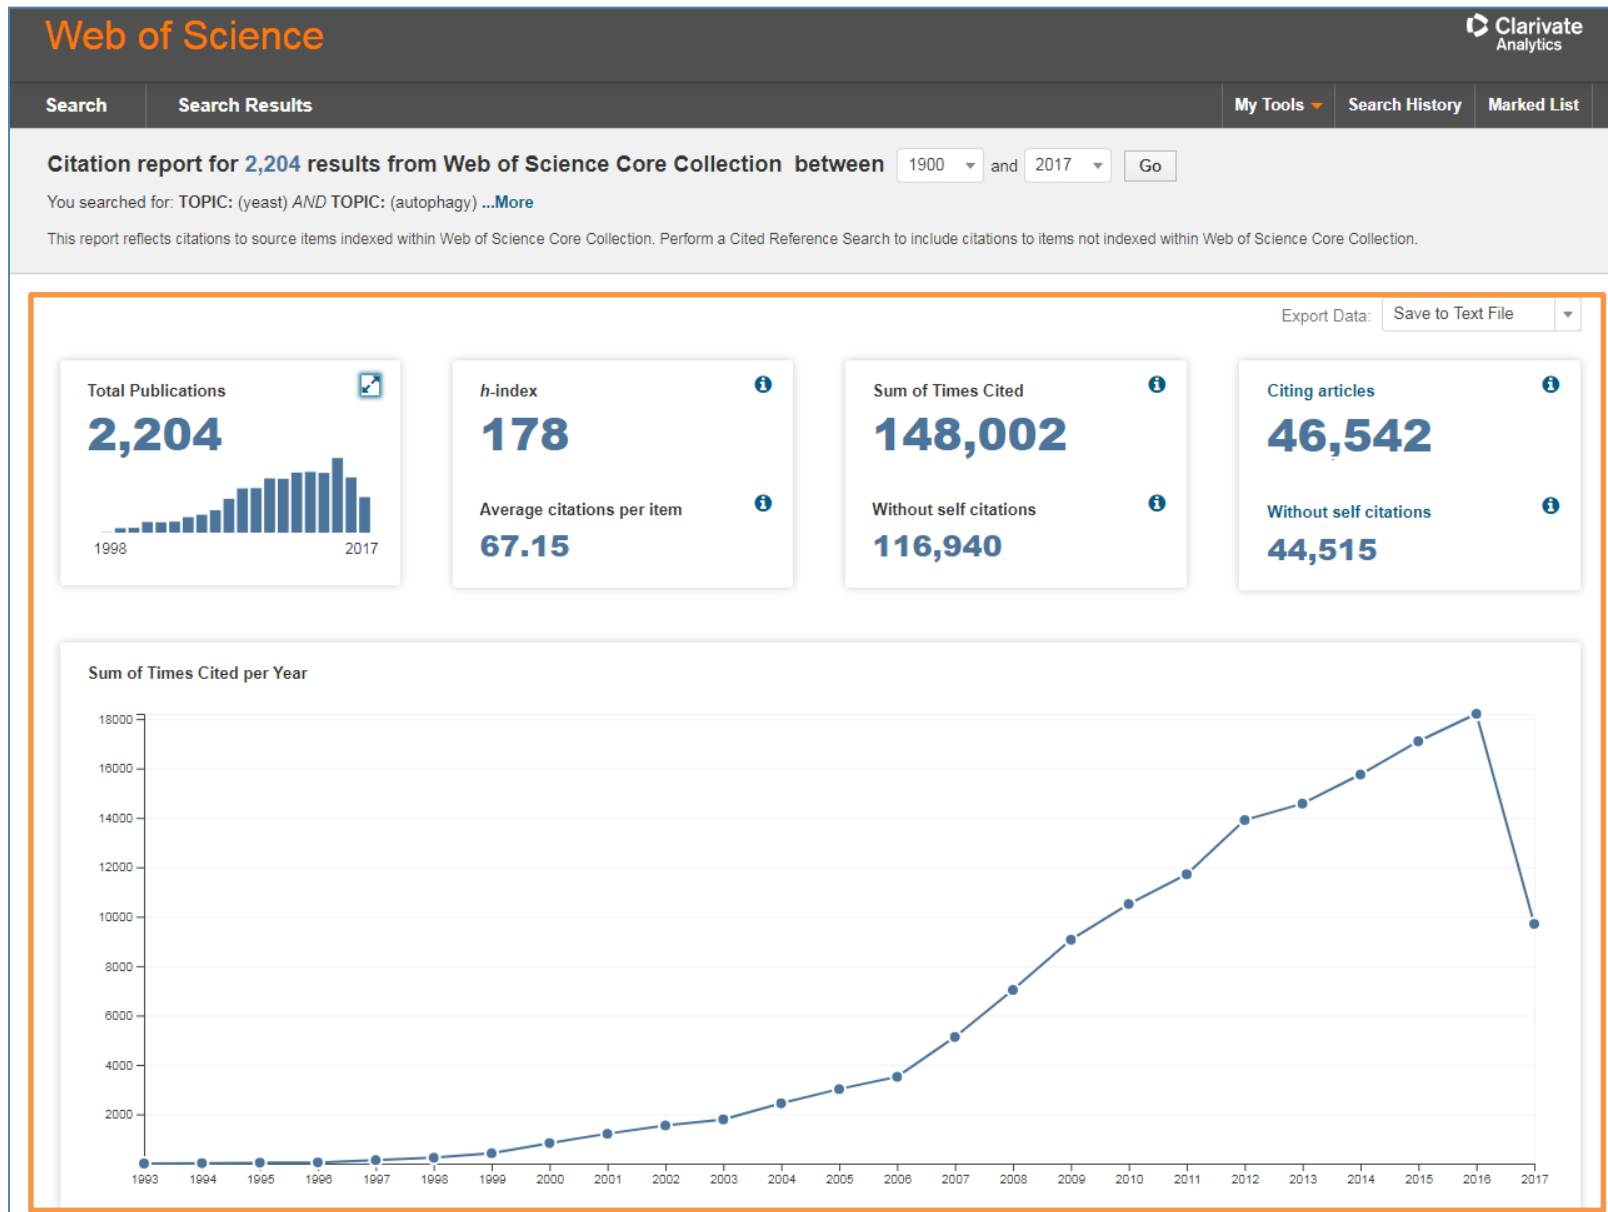 Web of Science
Clarivate
Analytics
Search
Search Results
My Tools
Search History
Marked List
Citation report for 2,204 results from Web of Science Core Collection between 1900 and 2017 Go
You searched for: TOPIC: (yeast) AND TOPIC: (autophagy) ...More
This report reflects citations to source items indexed within Web of Science Core Collection. Perform a Cited Reference Search to include citations to items not indexed within Web of Science Core Collection.
Export Data: Save to Text File
Total Publications
2,204
1998 2017
h-index
178
Average citations per item
67.15
Sum of Times Cited
148,002
Without self citations
116,940
Citing articles
46,542
Without self citations
44,515
Sum of Times Cited per Year
18000
16000
14000
12000
10000
8000
6000
4000
2000
1993 1994 1995 1996 1997 1998 1999 2000 2001 2002 2003 2004 2005 2006 2007 2008 2009 2010 2011 2012 2013 2014 2015 2016 2017